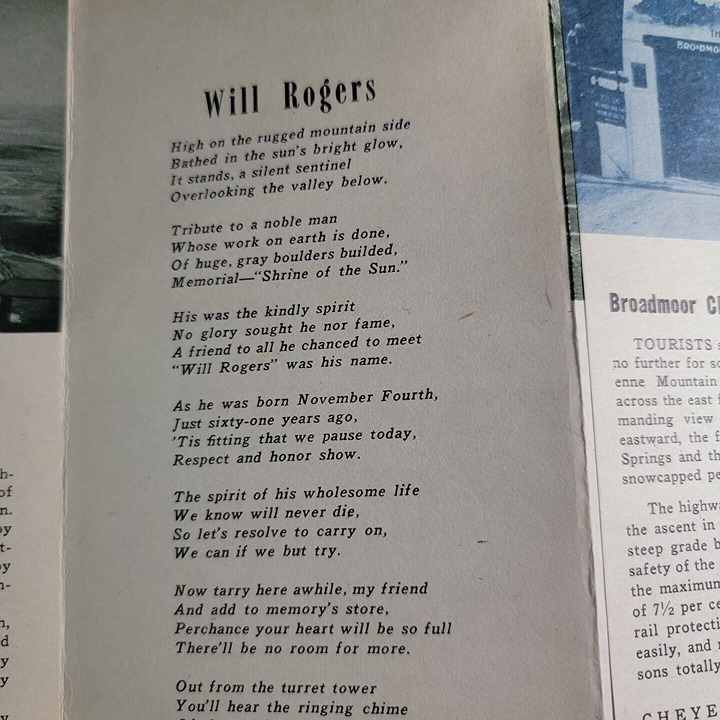 Will Rogers
High on the rugged mountain side
Bathed in the sun's bright glow,
It stands, a silent sentinel
Overlooking the valley below.
Tribute to a noble man
Whose work on earth is done,
Of huge, gray boulders builded,
Memorial—"Shrine of the Sun."
His was the kindly spirit
No glory sought he nor fame,
A friend to all he chanced to meet
"Will Rogers" was his name.
As he was born November Fourth,
Just sixty-one years ago,
'Tis fitting that we pause today,
Respect and honor show.
The spirit of his wholesome life
We know will never die,
So let's resolve to carry on,
We can if we but try.
Now tarry here awhile, my friend
And add to memory's store,
Perchance your heart will be so full
There'll be no room for more.
Out from the turret tower
You'll hear the ringing chime
h-
of
n.
by
t-
by
n-
n,
d
y
y
Broadmoor
TOURISTS
no further for
enne Mountain
across the east
manding view
eastward, the
Springs and
snowcapped
The
the ascent in
steep grade
safety of the
the maximum
of 7½ per
rail
easily, and
sons totally